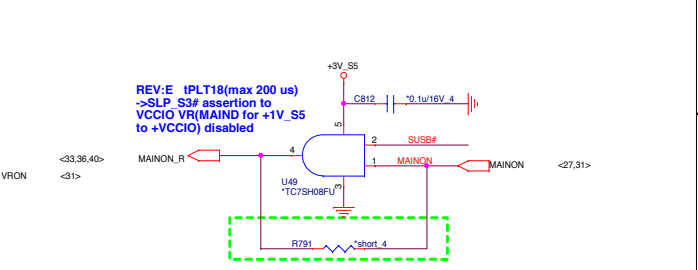 +3V_S5
REV:E tPLT18(max 200 us)
->SLP_S3# assertion to
VCCIO VR(MAIND for +1V_S5
to +VCCIO) disabled
C812 *0.1u/16V_4
5
2 SUSB#
<33,36,40> MAINON_R 4 1 MAINON MAINON <27,31>
VRON <31>
U49
*TC7SH08FU
3
R791 *short_4